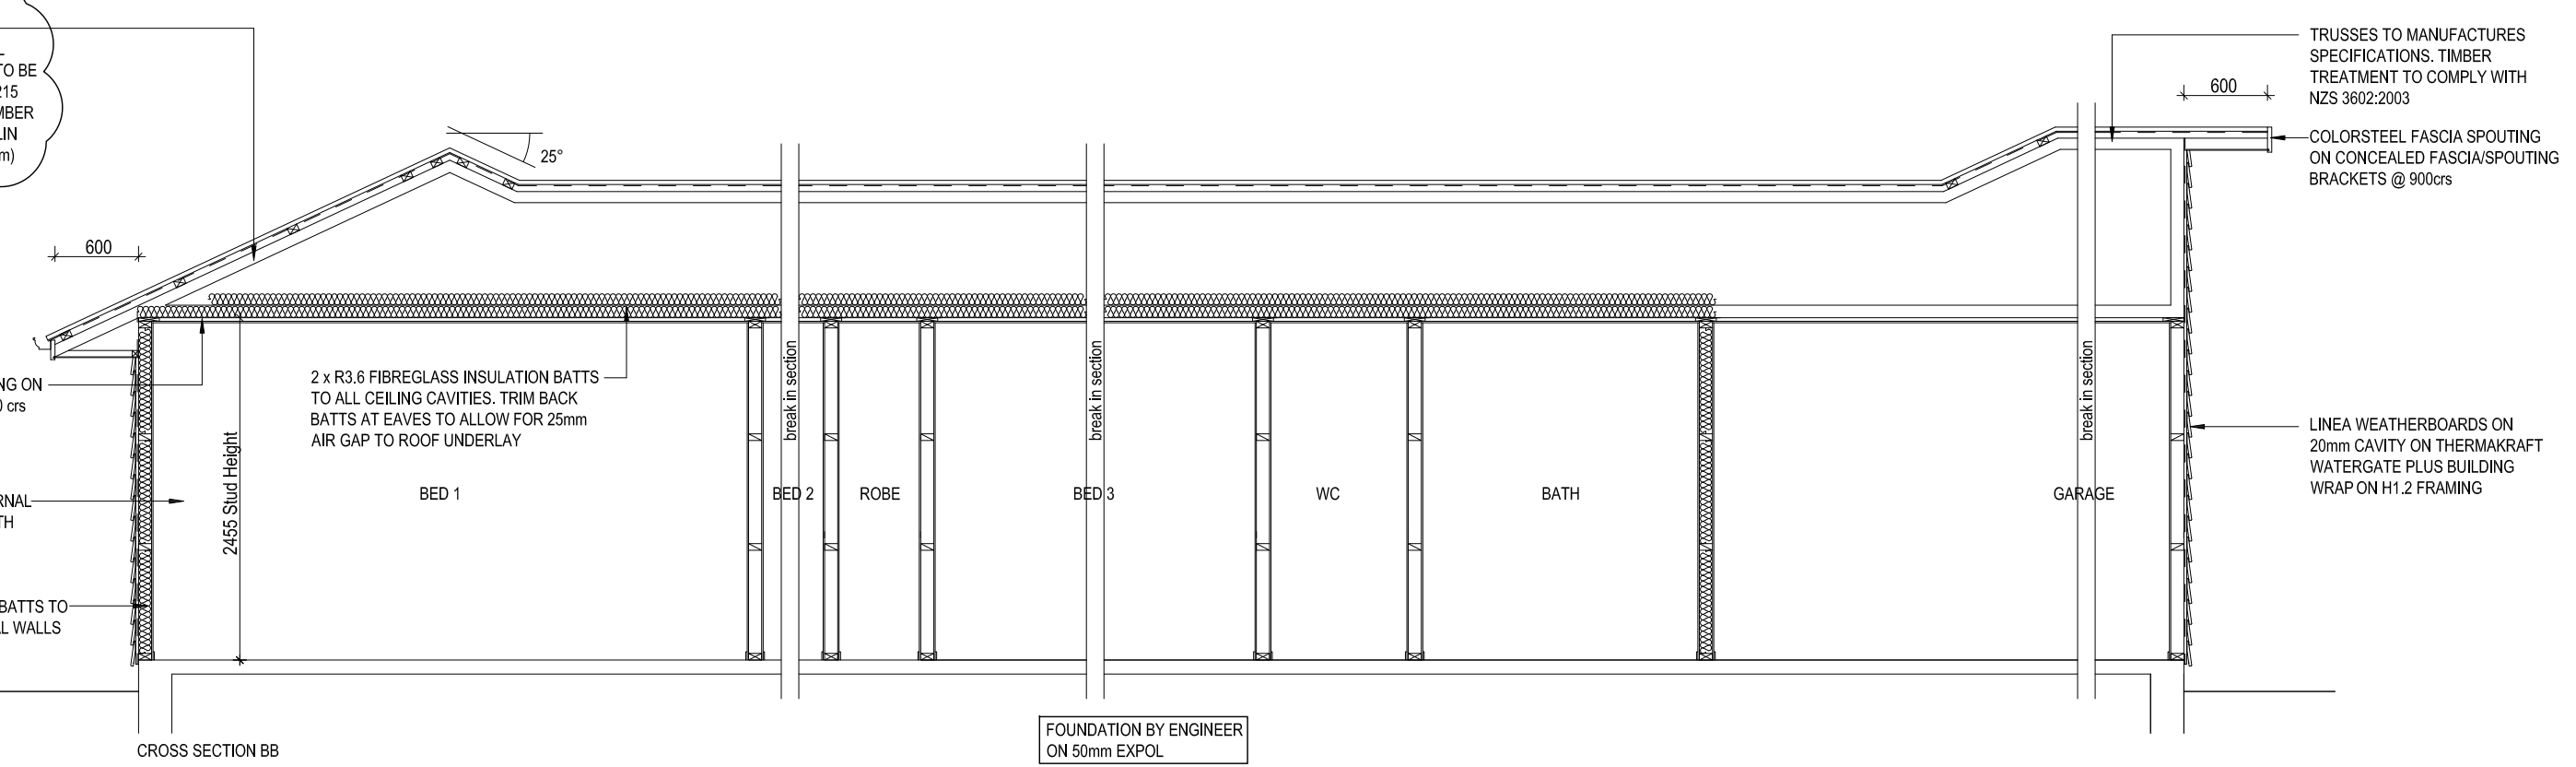 TO BE
215
LIN
600
25°
600
TRUSSES TO MANUFACTURES
SPECIFICATIONS. TIMBER
TREATMENT TO COMPLY WITH
NZS 3602:2003
COLORSTEEL FASCIA SPOUTING
ON CONCEALED FASCIA/SPOUTING
BRACKETS @ 900crs
NG ON
0 crs
2 x R3.6 FIBREGLASS INSULATION BATTS
TO ALL CEILING CAVITIES. TRIM BACK
BATTS AT EAVES TO ALLOW FOR 25mm
AIR GAP TO ROOF UNDERLAY
2455 Stud Height
break in section
break in section
break in section
LINEA WEATHERBOARDS ON
20mm CAVITY ON THERMAKRAFT
WATERGATE PLUS BUILDING
WRAP ON H1.2 FRAMING
RNAL
TH
BED 1
BED 2
ROBE
BED 3
WC
BATH
GARAGE
BATTS TO
AL WALLS
CROSS SECTION BB
FOUNDATION BY ENGINEER
ON 50mm EXPOL